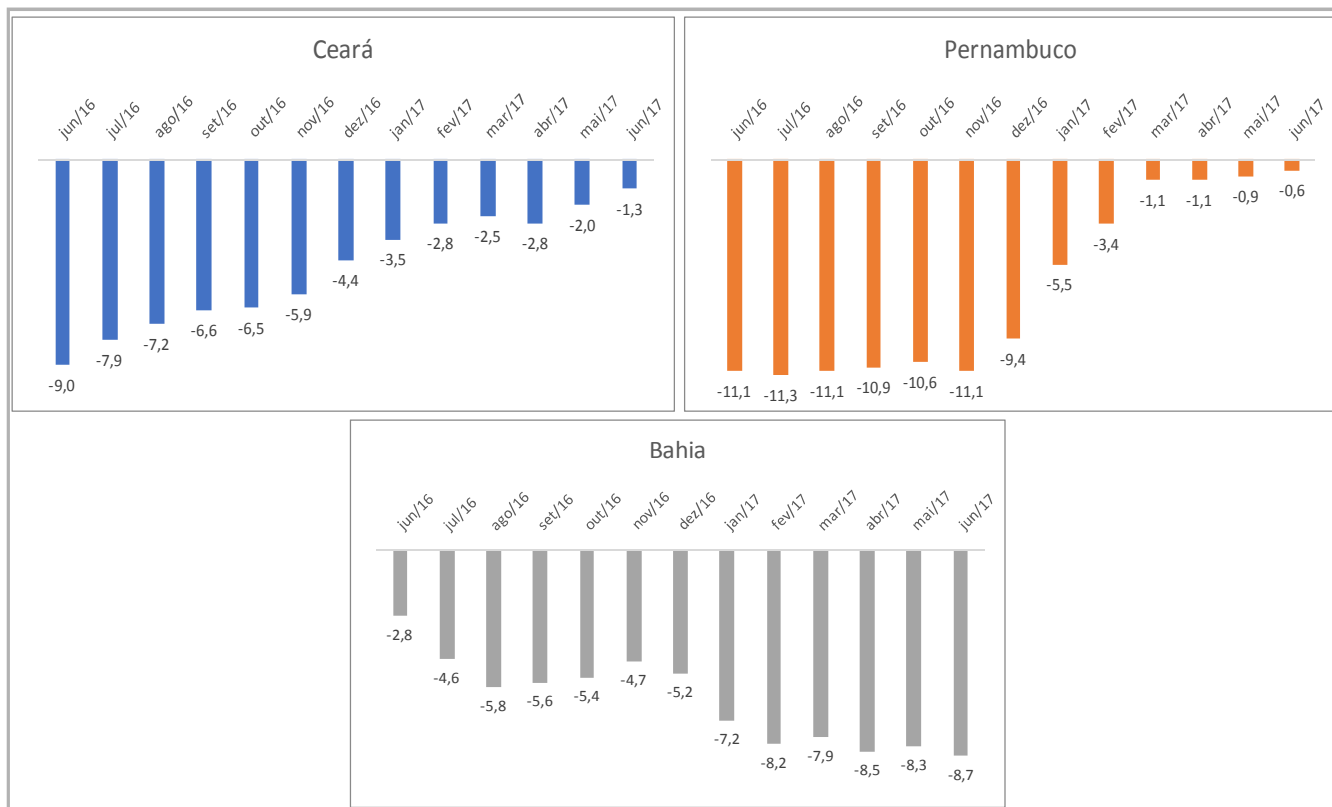 Ceará
jun/16 jul/16 ago/16 set/16 out/16 nov/16 dez/16 jan/17 fev/17 mar/17 abr/17 mai/17 jun/17
-9,0 -7,9 -7,2 -6,6 -6,5 -5,9 -4,4 -3,5 -2,8 -2,5 -2,8 -2,0 -1,3
Pernambuco
jun/16 jul/16 ago/16 set/16 out/16 nov/16 dez/16 jan/17 fev/17 mar/17 abr/17 mai/17 jun/17
-11,1 -11,3 -11,1 -10,9 -10,6 -11,1 -9,4 -5,5 -3,4 -1,1 -1,1 -0,9 -0,6
Bahia
jun/16 jul/16 ago/16 set/16 out/16 nov/16 dez/16 jan/17 fev/17 mar/17 abr/17 mai/17 jun/17
-2,8 -4,6 -5,8 -5,6 -5,4 -4,7 -5,2 -7,2 -8,2 -7,9 -8,5 -8,3 -8,7